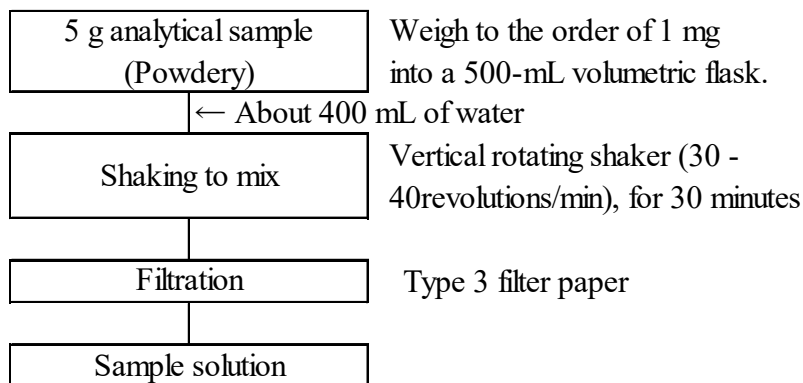 5 g analytical sample
(Powdery)
Weigh to the order of 1 mg
into a 500-mL volumetric flask.
← About 400 mL of water
Shaking to mix
Vertical rotating shaker (30 -
40revolutions/min), for 30 minutes
Filtration
Type 3 filter paper
Sample solution